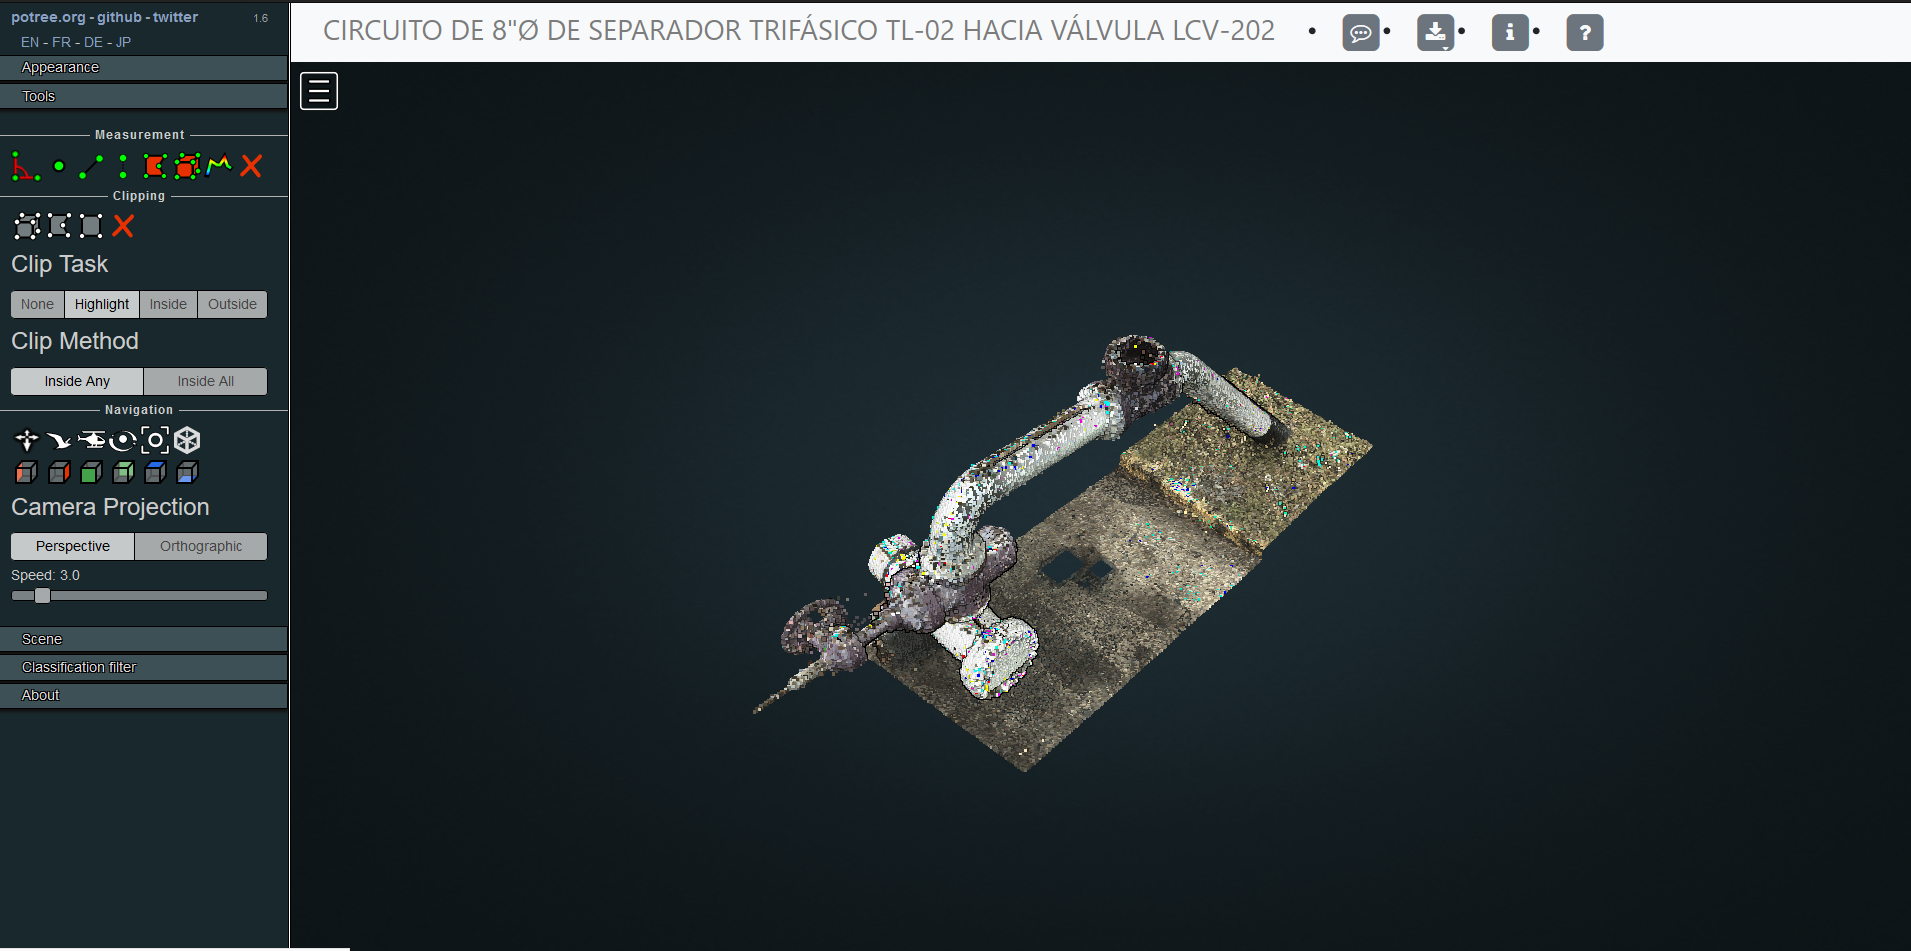 potree.org - github - twitter
1.6
EN - FR - DE - JP
Appearance
Tools
Measurement
Clipping
Clip Task
None Highlight Inside Outside
Clip Method
Inside Any Inside All
Navigation
Camera Projection
Perspective Orthographic
Speed: 3.0
Scene
Classification filter
About
CIRCUITO DE 8"Ø DE SEPARADOR TRIFÁSICO TL-02 HACIA VÁLVULA LCV-202